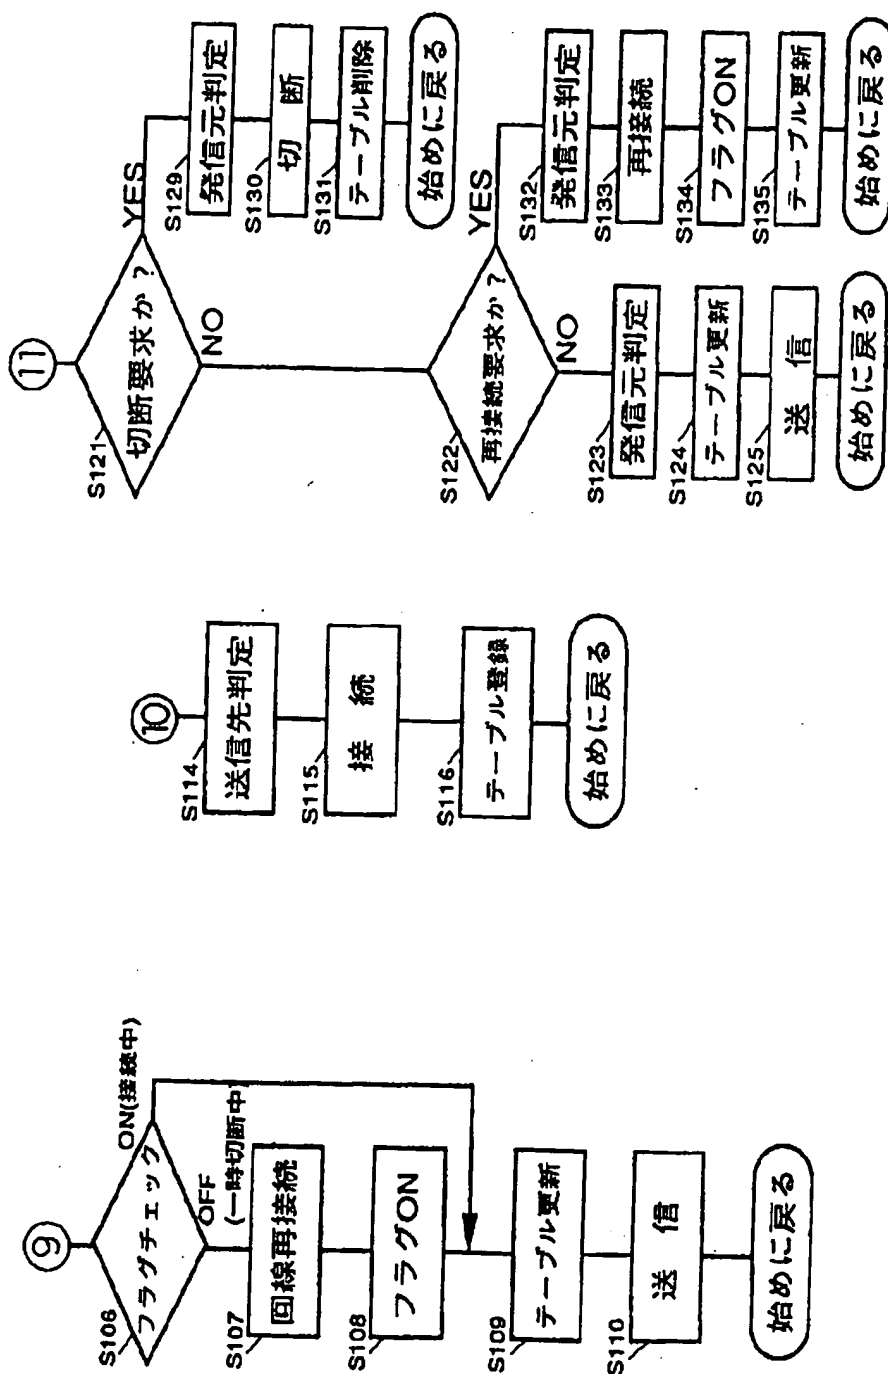 ⑨
S106
フラグチェック
ON(接続中)
OFF
(一時切断中)
S107
回線再接続
S108
フラグON
S109
テーブル更新
S110
送 信
始めに戻る
⑩
S114
送信先判定
S115
接 続
S116
テーブル登録
始めに戻る
⑪
S121
切断要求か?
YES
NO
S129
発信元判定
S130
切 断
S131
テーブル削除
始めに戻る
S122
再接続要求か?
YES
NO
S123
発信元判定
S124
テーブル更新
S125
送 信
始めに戻る
S132
発信元判定
S133
再接続
S134
フラグON
S135
テーブル更新
始めに戻る